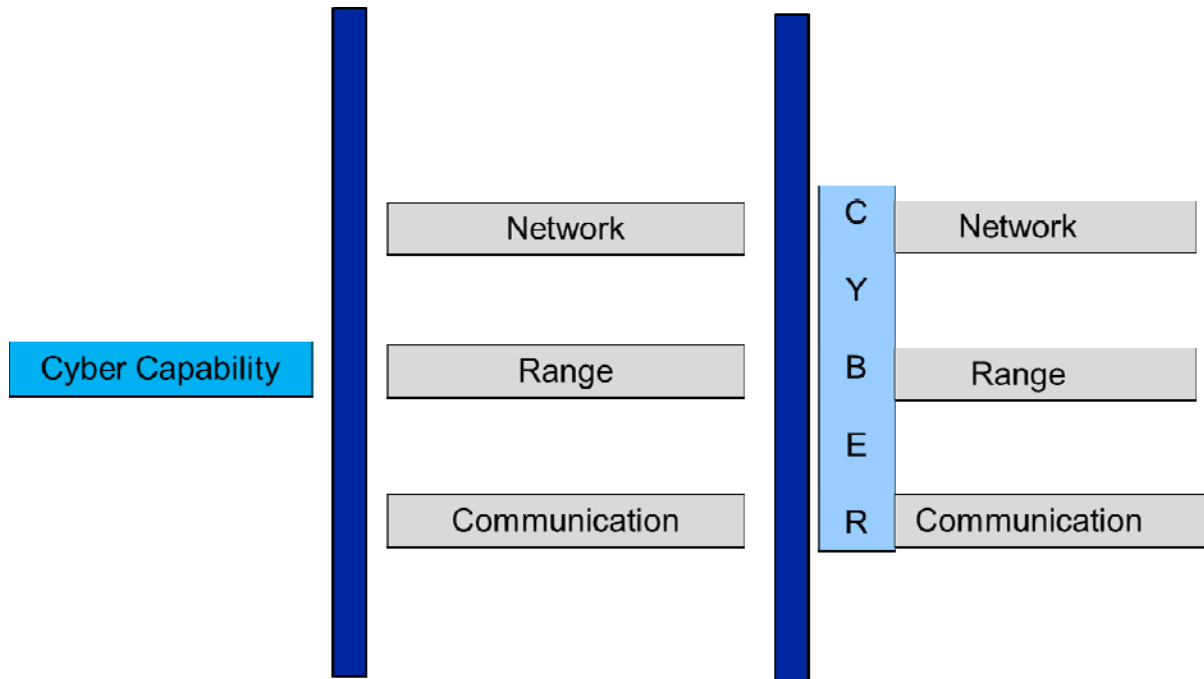 Cyber Capability
Network
Range
Communication
C
Y
B
E
R
Network
Range
Communication